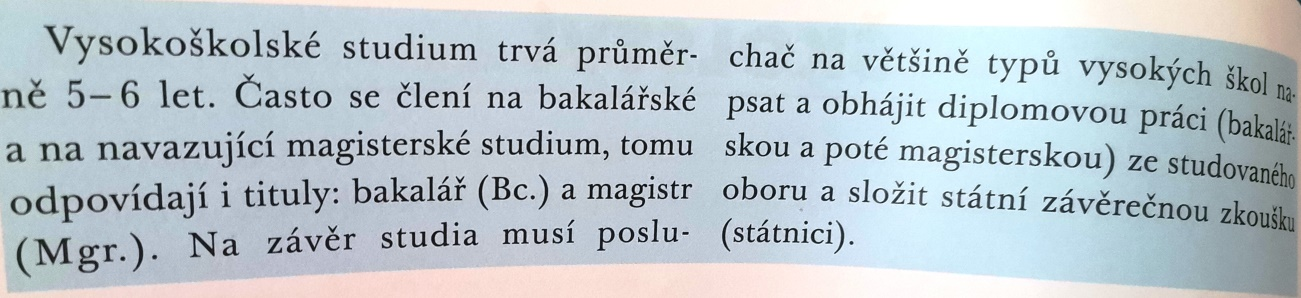 Vysokoškolské studium trvá průměr-
ně 5–6 let. Často se člení na bakalářské
a na navazující magisterské studium, tomu
odpovídají i tituly: bakalář (Bc.) a magistr
(Mgr.). Na závěr studia musí poslu-
chač na většině typů vysokých škol na-
psat a obhájit diplomovou práci (bakalář-
skou a poté magisterskou) ze studovaného
oboru a složit státní závěrečnou zkoušku
(státnici).